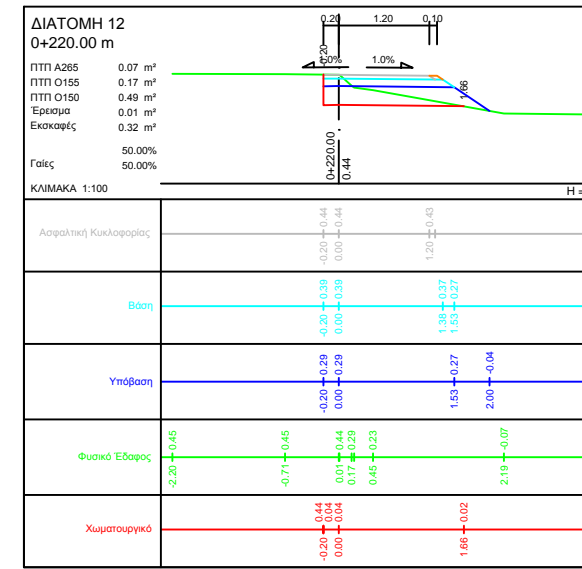 ΔΙΑΤΟΜΗ 12
0+220.00 m
ΠΤΠ Α265 0.07 m²
ΠΤΠ Ο155 0.17 m²
ΠΤΠ Ο150 0.49 m²
Έρεισμα 0.01 m²
Εκσκαφές 0.32 m²
50.00%
Γαίες 50.00%
ΚΛΙΜΑΚΑ 1:100
0.20 1.20 0.10
0.20
1.0% 1.0%
1.66
0+220.00
0.44
H =
Ασφαλτική Κυκλοφορίας
0.44 0.44 0.43
-0.20 0.00 1.20
Βάση
0.39 0.39 0.37 0.27
-0.20 0.00 1.38 1.53
Υπόβαση
0.29 0.29 0.27 -0.04
-0.20 0.00 1.53 2.00
Φυσικό Έδαφος
0.45 0.45 0.44 0.29 0.23 -0.07
-2.20 -0.71 0.01 0.17 0.45 2.19
Χωματουργικό
0.44 0.04 0.04 0.02
-0.20 0.00 1.66